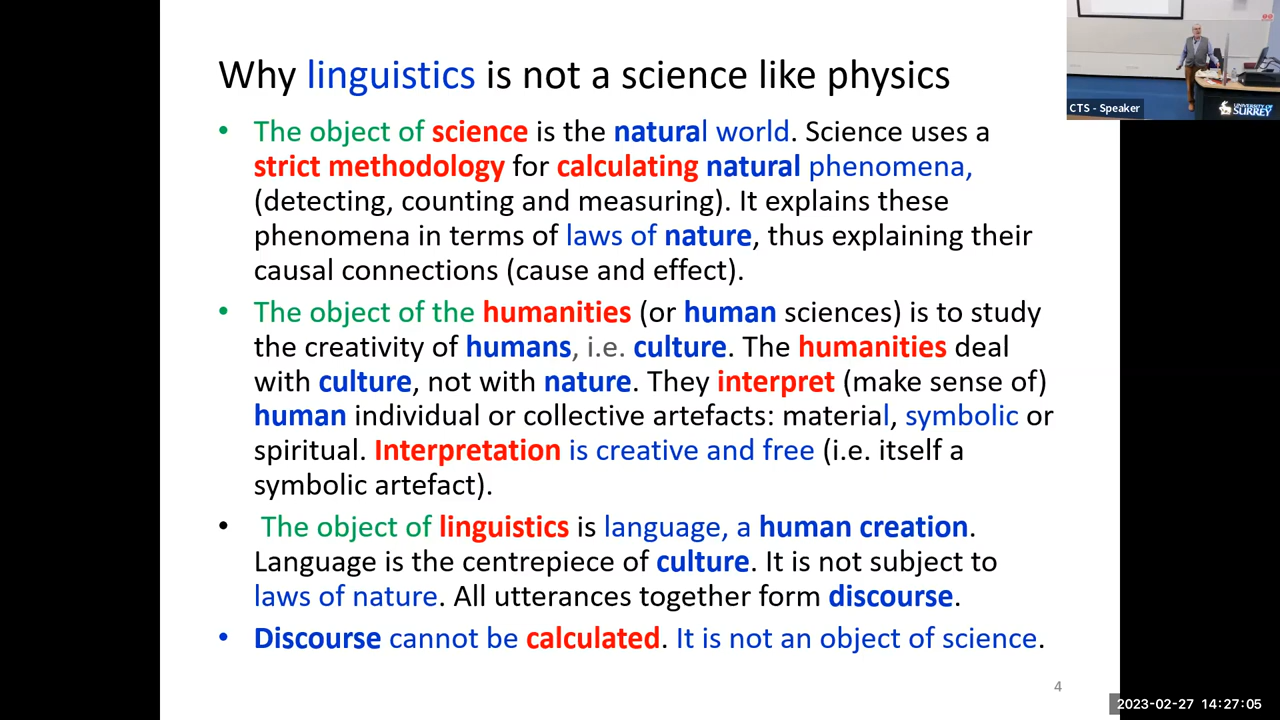 Why linguistics is not a science like physics
• The object of science is the natural world. Science uses a
strict methodology for calculating natural phenomena,
(detecting, counting and measuring). It explains these
phenomena in terms of laws of nature, thus explaining their
causal connections (cause and effect).
• The object of the humanities (or human sciences) is to study
the creativity of humans, i.e. culture. The humanities deal
with culture, not with nature. They interpret (make sense of)
human individual or collective artefacts: material, symbolic or
spiritual. Interpretation is creative and free (i.e. itself a
symbolic artefact).
• The object of linguistics is language, a human creation.
Language is the centrepiece of culture. It is not subject to
laws of nature. All utterances together form discourse.
• Discourse cannot be calculated. It is not an object of science.
4
CTS - Speaker
UNIVERSITY OF
SURREY
2023-02-27 14:27:05